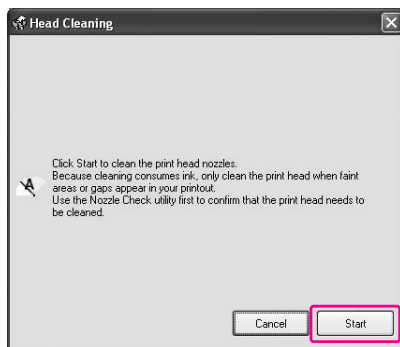 Head Cleaning
Click Start to clean the print head nozzles.
Because cleaning consumes ink, only clean the print head when faint
areas or gaps appear in your printout.
Use the Nozzle Check utility first to confirm that the print head needs to
be cleaned.
Cancel
Start